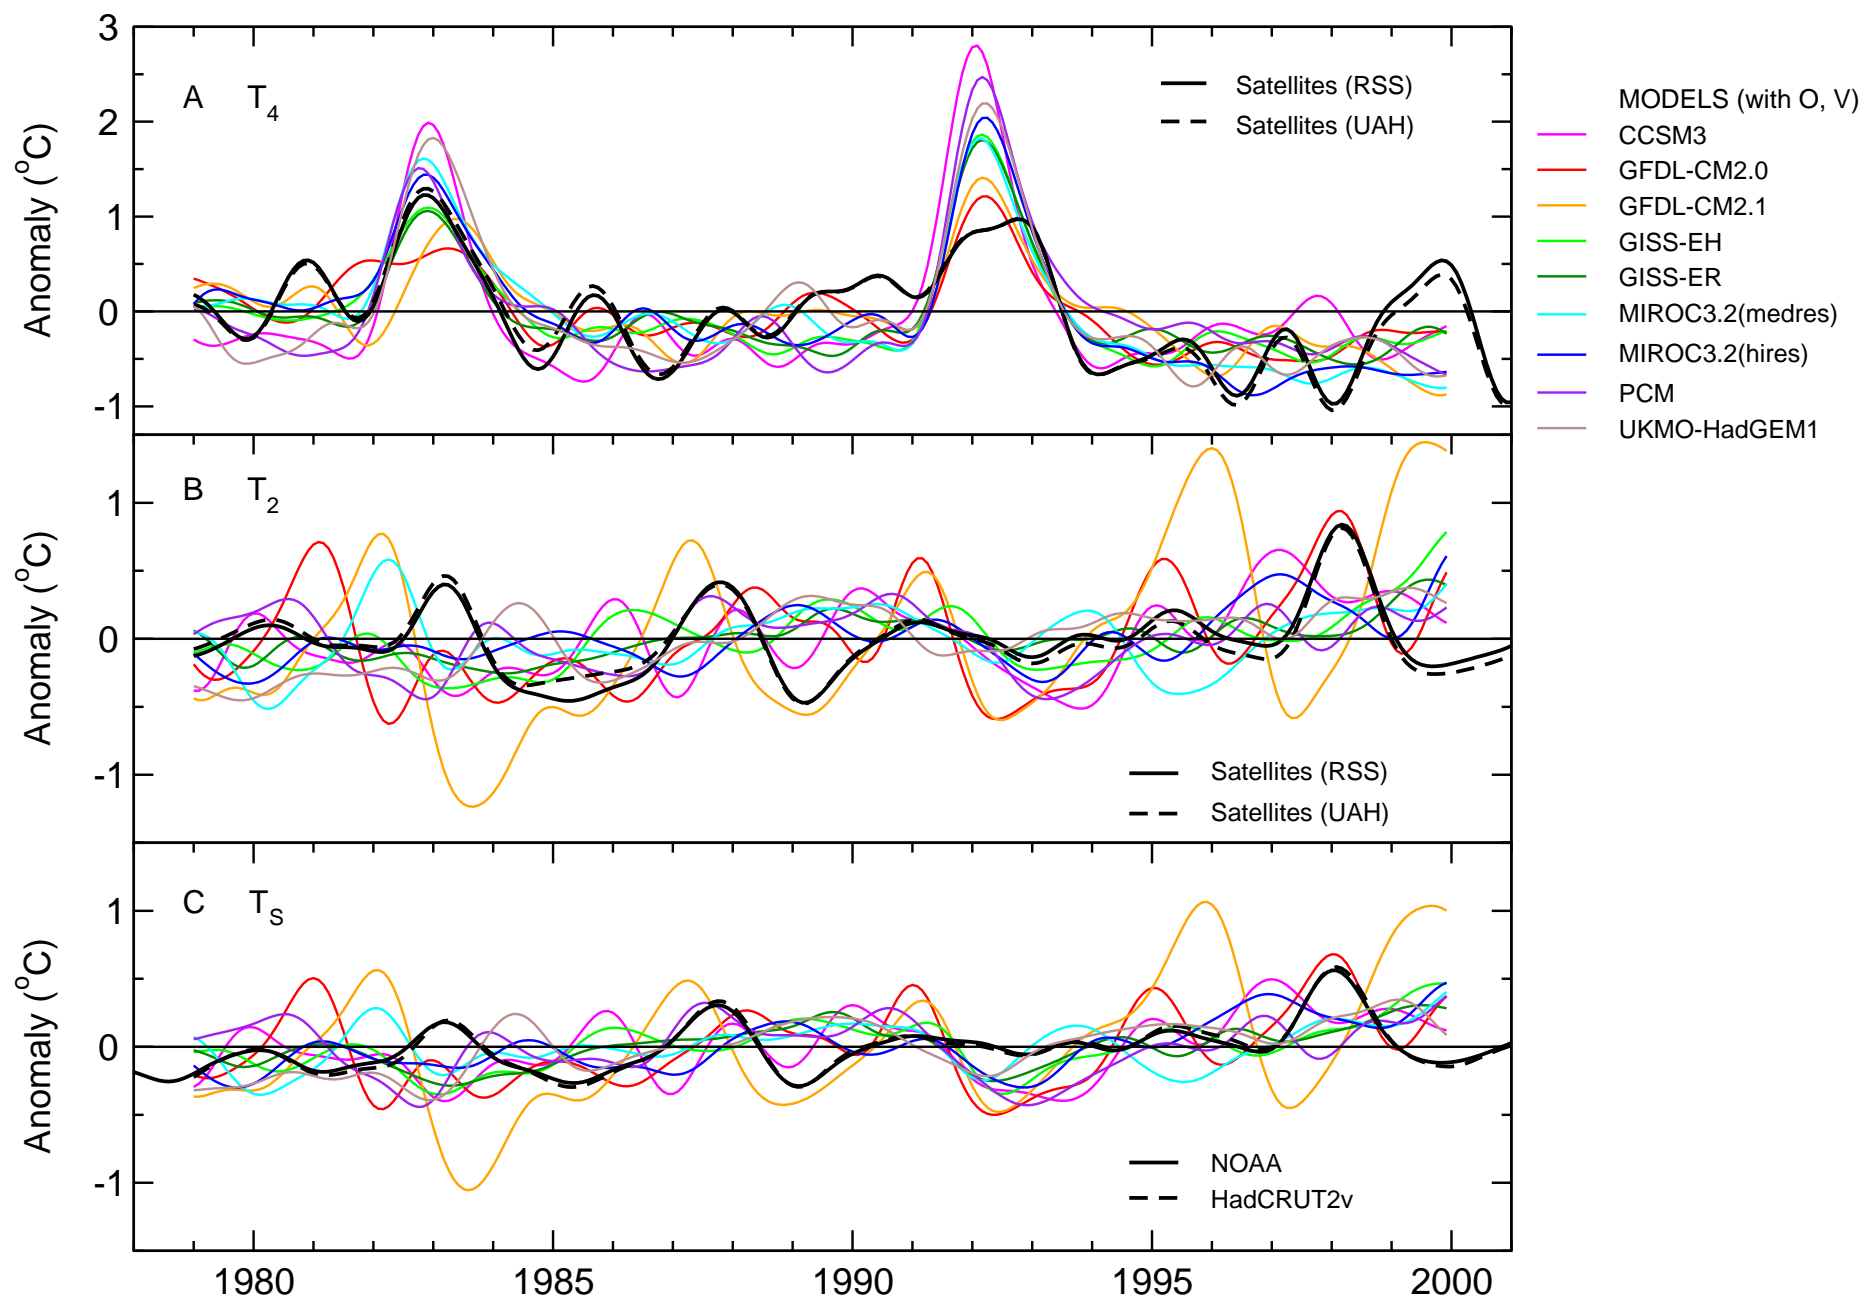 A T4
Anomaly (°C)
3
2
1
0
-1
Satellites (RSS)
Satellites (UAH)
MODELS (with O, V)
CCSM3
GFDL-CM2.0
GFDL-CM2.1
GISS-EH
GISS-ER
MIROC3.2(medres)
MIROC3.2(hires)
PCM
UKMO-HadGEM1
B T2
Anomaly (°C)
1
0
-1
Satellites (RSS)
Satellites (UAH)
C TS
Anomaly (°C)
1
0
-1
NOAA
HadCRUT2v
1980 1985 1990 1995 2000